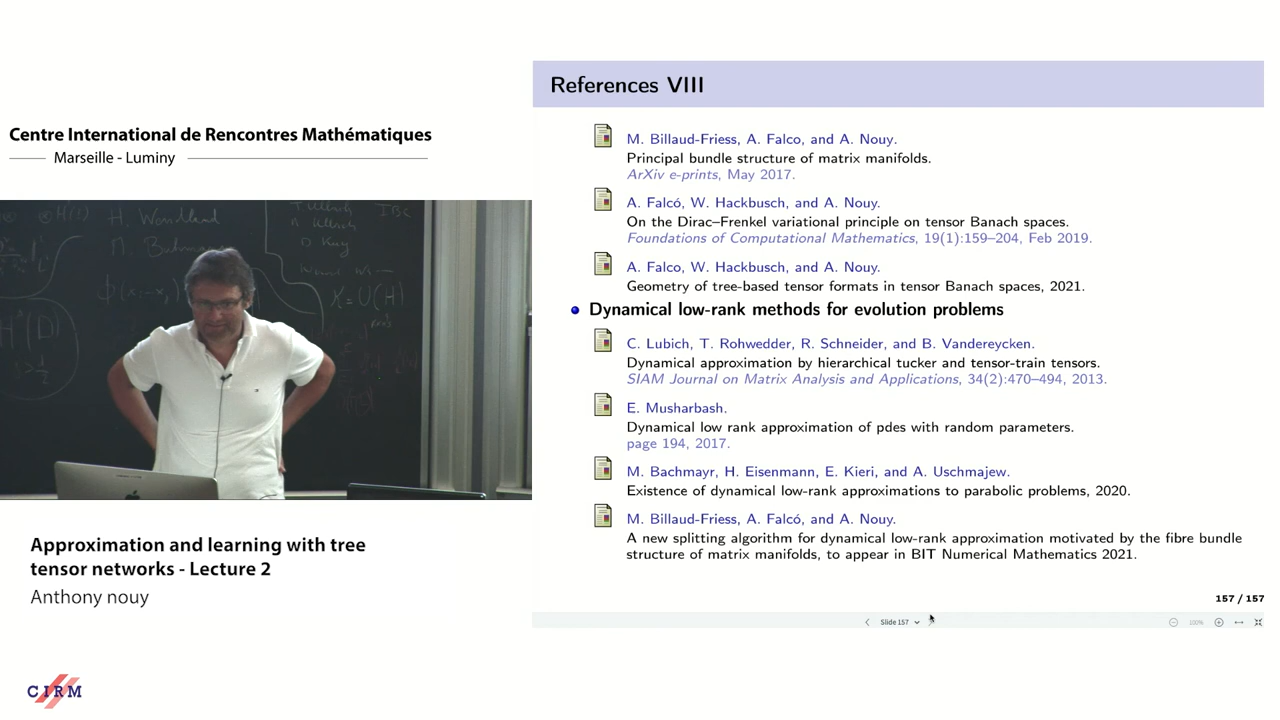 Centre International de Rencontres Mathématiques
Marseille - Luminy
H. Wendland
ϕ(x_i-x_j)
IBC
Approximation and learning with tree
tensor networks - Lecture 2
Anthony nouy
CIRM
References VIII
M. Billaud-Friess, A. Falco, and A. Nouy.
Principal bundle structure of matrix manifolds.
ArXiv e-prints, May 2017.
A. Falcó, W. Hackbusch, and A. Nouy.
On the Dirac–Frenkel variational principle on tensor Banach spaces.
Foundations of Computational Mathematics, 19(1):159–204, Feb 2019.
A. Falco, W. Hackbusch, and A. Nouy.
Geometry of tree-based tensor formats in tensor Banach spaces, 2021.
Dynamical low-rank methods for evolution problems
C. Lubich, T. Rohwedder, R. Schneider, and B. Vandereycken.
Dynamical approximation by hierarchical tucker and tensor-train tensors.
SIAM Journal on Matrix Analysis and Applications, 34(2):470–494, 2013.
E. Musharbash.
Dynamical low rank approximation of pdes with random parameters.
page 194, 2017.
M. Bachmayr, H. Eisenmann, E. Kieri, and A. Uschmajew.
Existence of dynamical low-rank approximations to parabolic problems, 2020.
M. Billaud-Friess, A. Falcó, and A. Nouy.
A new splitting algorithm for dynamical low-rank approximation motivated by the fibre bundle
structure of matrix manifolds, to appear in BIT Numerical Mathematics 2021.
157 / 157
Slide 157
100%